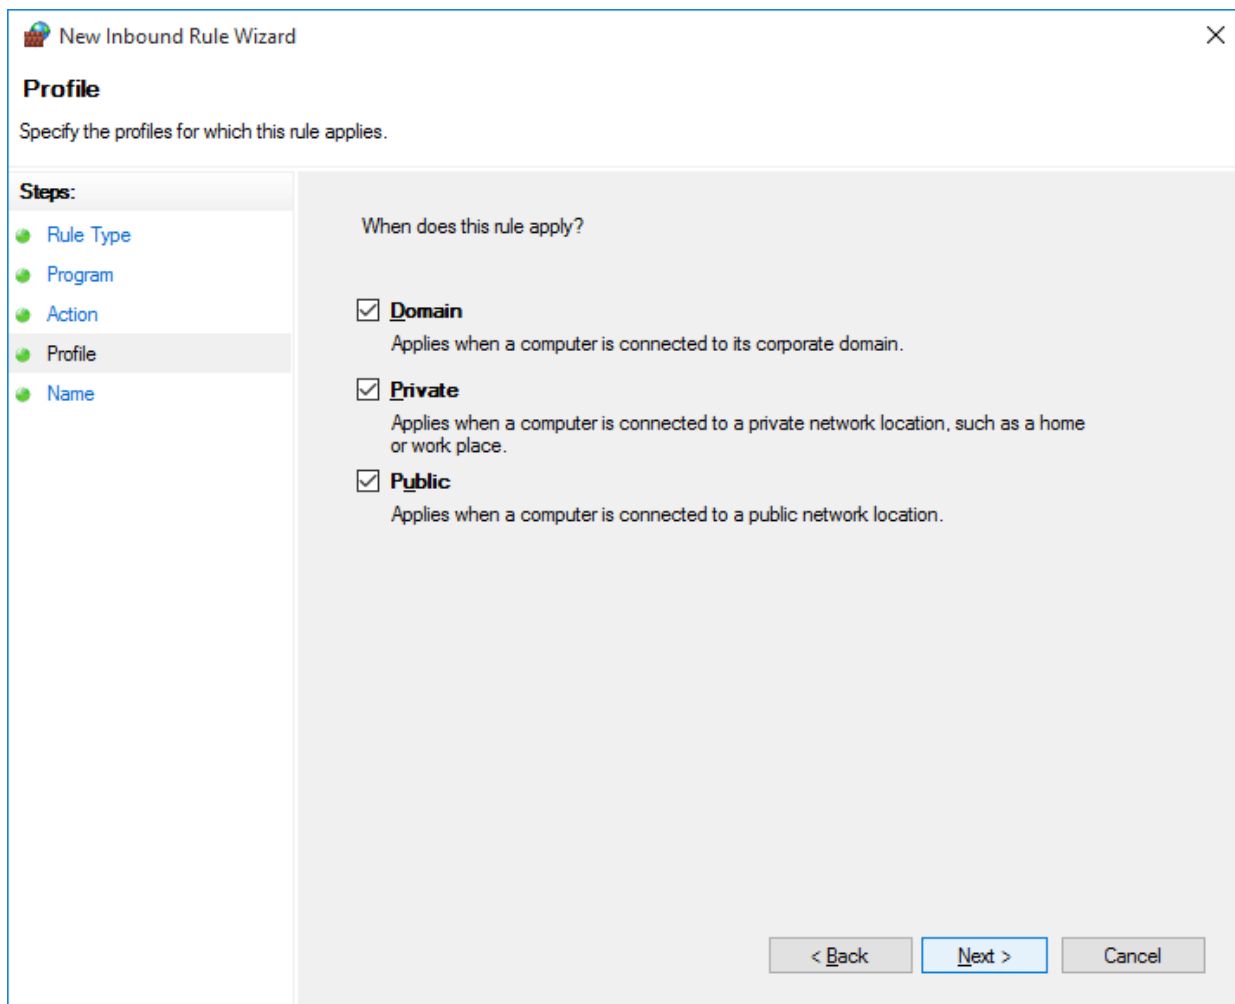 New Inbound Rule Wizard
Profile
Specify the profiles for which this rule applies.
Steps:
Rule Type
Program
Action
Profile
Name
When does this rule apply?
Domain
Applies when a computer is connected to its corporate domain.
Private
Applies when a computer is connected to a private network location, such as a home
or work place.
Public
Applies when a computer is connected to a public network location.
< Back
Next >
Cancel